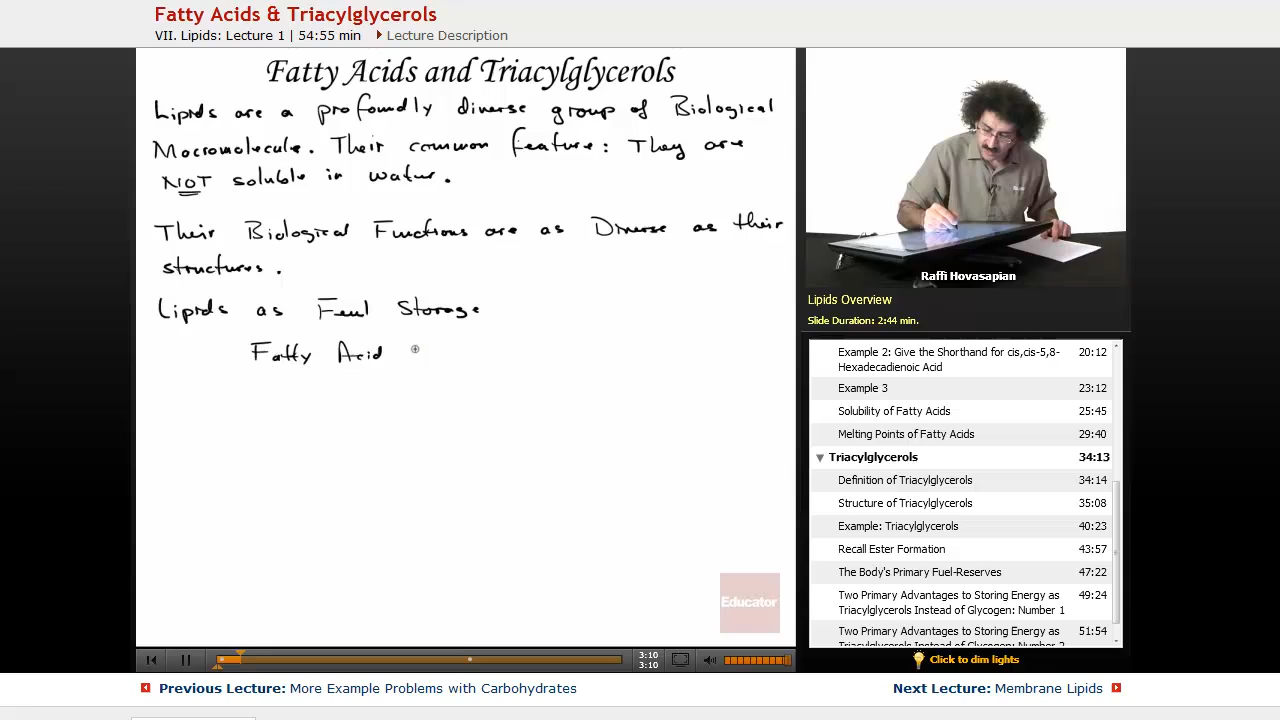 Fatty Acids & Triacylglycerols
VII. Lipids: Lecture 1 | 54:55 min
Lecture Description
Fatty Acids and Triacylglycerols
Lipids are a profoundly diverse group of Biological
Macromolecule. Their common feature: They are
NOT soluble in water.
Their Biological Functions are as Diverse as their
structures.
Lipids as Feul Storage
Fatty Acid
Educator
Raffi Hovasapian
Lipids Overview
Slide Duration: 2:44 min.
Example 2: Give the Shorthand for cis,cis-5,8- 20:12
Hexadecadienoic Acid
Example 3 23:12
Solubility of Fatty Acids 25:45
Melting Points of Fatty Acids 29:40
Triacylglycerols 34:13
Definition of Triacylglycerols 34:14
Structure of Triacylglycerols 35:08
Example: Triacylglycerols 40:23
Recall Ester Formation 43:57
The Body's Primary Fuel-Reserves 47:22
Two Primary Advantages to Storing Energy as 49:24
Triacylglycerols Instead of Glycogen: Number 1
Two Primary Advantages to Storing Energy as 51:54
Triacylglycerols Instead of Glycogen: Number 2
3:10
3:10
Click to dim lights
Previous Lecture: More Example Problems with Carbohydrates
Next Lecture: Membrane Lipids